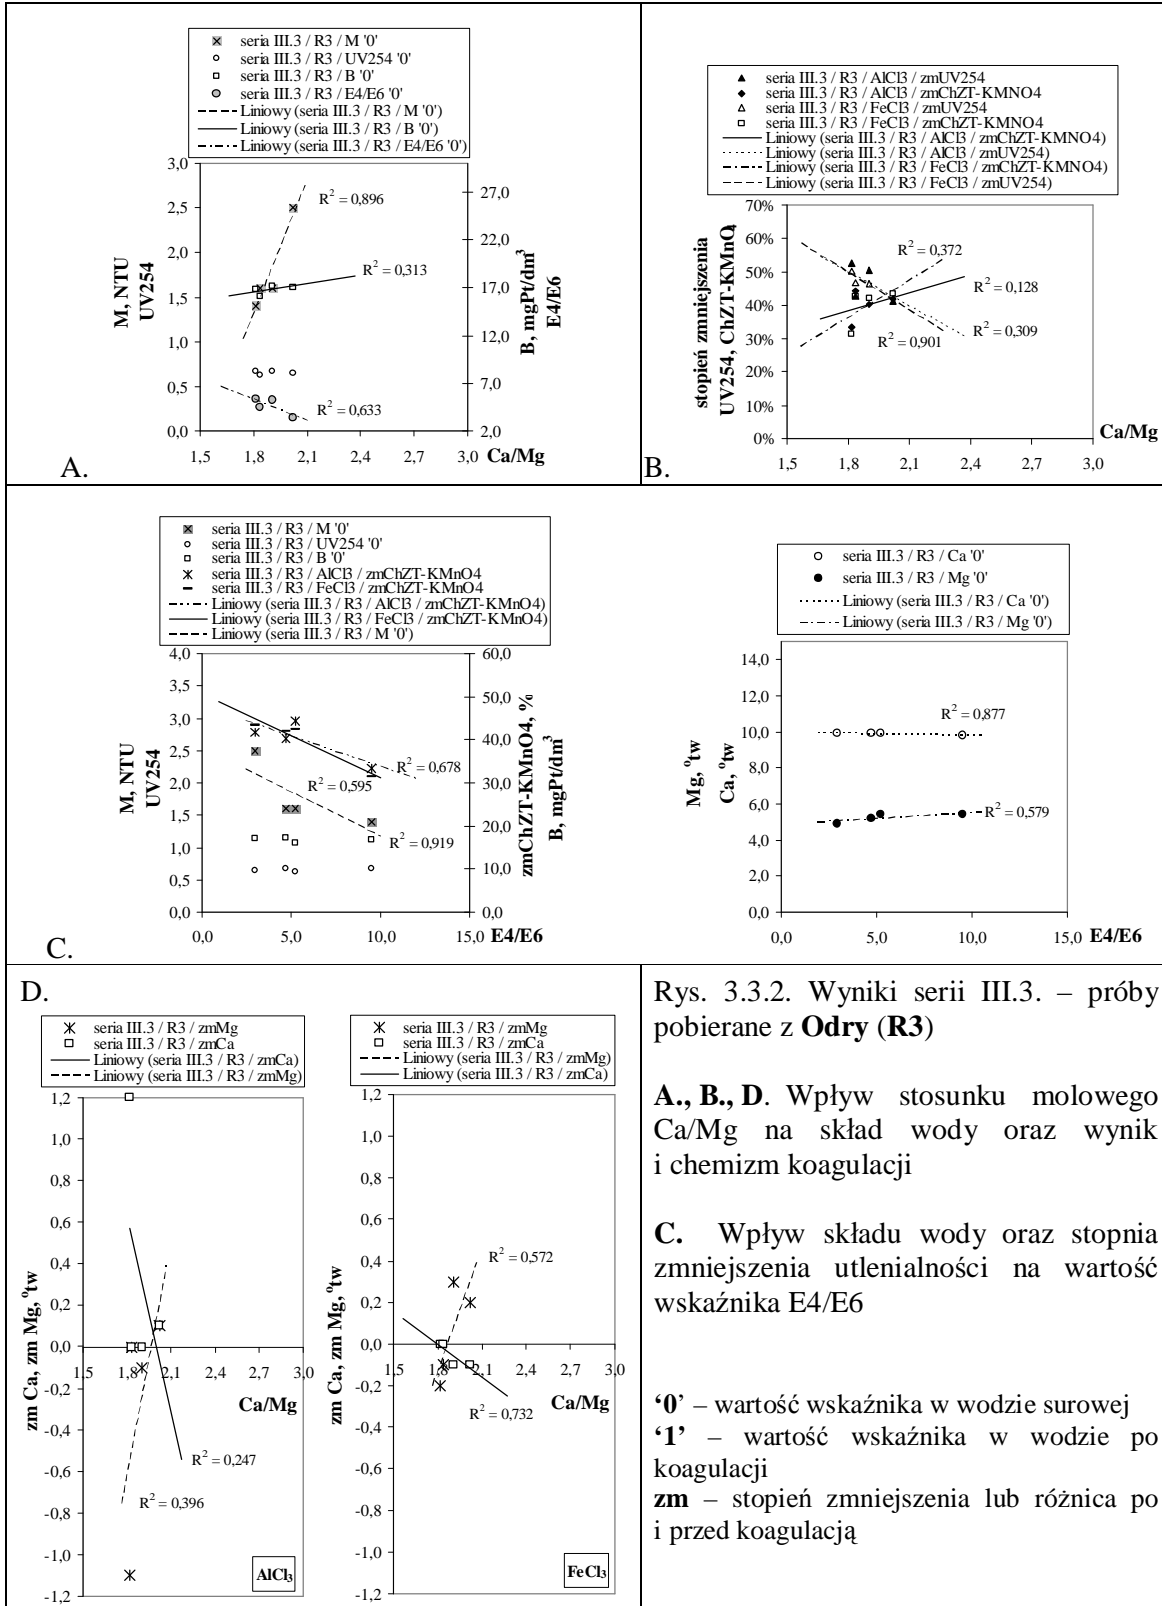 seria III.3 / R3 / M '0'
seria III.3 / R3 / UV254 '0'
seria III.3 / R3 / B '0'
seria III.3 / R3 / E4/E6 '0'
Liniowy (seria III.3 / R3 / M '0')
Liniowy (seria III.3 / R3 / B '0')
Liniowy (seria III.3 / R3 / E4/E6 '0')
3,0
2,5
2,0
1,5
1,0
0,5
0,0
M, NTU
UV254
27,0
22,0
17,0
12,0
7,0
2,0
B, mgPt/dm³
E4/E6
R² = 0,896
R² = 0,313
R² = 0,633
1,5 1,8 2,1 2,4 2,7 3,0
Ca/Mg
A.
seria III.3 / R3 / AlCl3 / zmUV254
seria III.3 / R3 / AlCl3 / zmChZT-KMNO4
seria III.3 / R3 / FeCl3 / zmUV254
seria III.3 / R3 / FeCl3 / zmChZT-KMNO4
Liniowy (seria III.3 / R3 / AlCl3 / zmChZT-KMNO4)
Liniowy (seria III.3 / R3 / AlCl3 / zmUV254)
Liniowy (seria III.3 / R3 / FeCl3 / zmChZT-KMNO4)
Liniowy (seria III.3 / R3 / FeCl3 / zmUV254)
70%
60%
50%
40%
30%
20%
10%
0%
stopień zmniejszenia
UV254, ChZT-KMnO₄
R² = 0,372
R² = 0,128
R² = 0,309
R² = 0,901
1,5 1,8 2,1 2,4 2,7 3,0
Ca/Mg
B.
seria III.3 / R3 / M '0'
seria III.3 / R3 / UV254 '0'
seria III.3 / R3 / B '0'
seria III.3 / R3 / AlCl3 / zmChZT-KMnO4
seria III.3 / R3 / FeCl3 / zmChZT-KMnO4
Liniowy (seria III.3 / R3 / AlCl3 / zmChZT-KMnO4)
Liniowy (seria III.3 / R3 / FeCl3 / zmChZT-KMnO4)
Liniowy (seria III.3 / R3 / M '0')
4,0
3,5
3,0
2,5
2,0
1,5
1,0
0,5
0,0
M, NTU
UV254
60,0
50,0
40,0
30,0
20,0
10,0
0,0
zmChZT-KMnO4, %
B, mgPt/dm³
R² = 0,678
R² = 0,595
R² = 0,919
0,0 5,0 10,0 15,0
E4/E6
C.
seria III.3 / R3 / Ca '0'
seria III.3 / R3 / Mg '0'
Liniowy (seria III.3 / R3 / Ca '0')
Liniowy (seria III.3 / R3 / Mg '0')
14,0
12,0
10,0
8,0
6,0
4,0
2,0
0,0
Mg, °tw
Ca, °tw
R² = 0,877
R² = 0,579
0,0 5,0 10,0 15,0
E4/E6
D.
seria III.3 / R3 / zmMg
seria III.3 / R3 / zmCa
Liniowy (seria III.3 / R3 / zmCa)
Liniowy (seria III.3 / R3 / zmMg)
1,2
1,0
0,8
0,6
0,4
0,2
0,0
-0,2
-0,4
-0,6
-0,8
-1,0
-1,2
zm Ca, zm Mg, °tw
1,5 1,8 2,1 2,4 2,7 3,0
Ca/Mg
R² = 0,247
R² = 0,396
AlCl₃
seria III.3 / R3 / zmMg
seria III.3 / R3 / zmCa
Liniowy (seria III.3 / R3 / zmMg)
Liniowy (seria III.3 / R3 / zmCa)
1,2
1,0
0,8
0,6
0,4
0,2
0,0
-0,2
-0,4
-0,6
-0,8
-1,0
-1,2
zm Ca, zm Mg, °tw
R² = 0,572
1,5 1,8 2,1 2,4 2,7 3,0
Ca/Mg
R² = 0,732
FeCl₃
Rys. 3.3.2. Wyniki serii III.3. – próby
pobierane z Odry (R3)
A., B., D. Wpływ stosunku molowego
Ca/Mg na skład wody oraz wynik
i chemizm koagulacji
C. Wpływ składu wody oraz stopnia
zmniejszenia utlenialności na wartość
wskaźnika E4/E6
‘0’ – wartość wskaźnika w wodzie surowej
‘1’ – wartość wskaźnika w wodzie po
koagulacji
zm – stopień zmniejszenia lub różnica po
i przed koagulacją